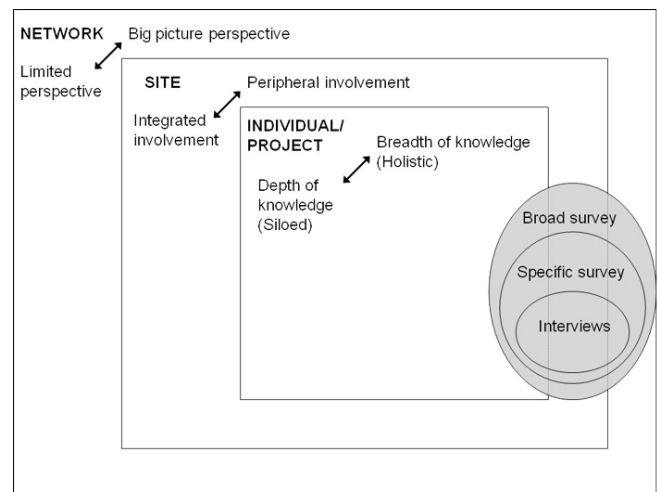 NETWORK
Big picture perspective
Limited
perspective
SITE
Peripheral involvement
Integrated
involvement
INDIVIDUAL/
PROJECT
Breadth of knowledge
(Holistic)
Depth of
knowledge
(Siloed)
Broad survey
Specific survey
Interviews